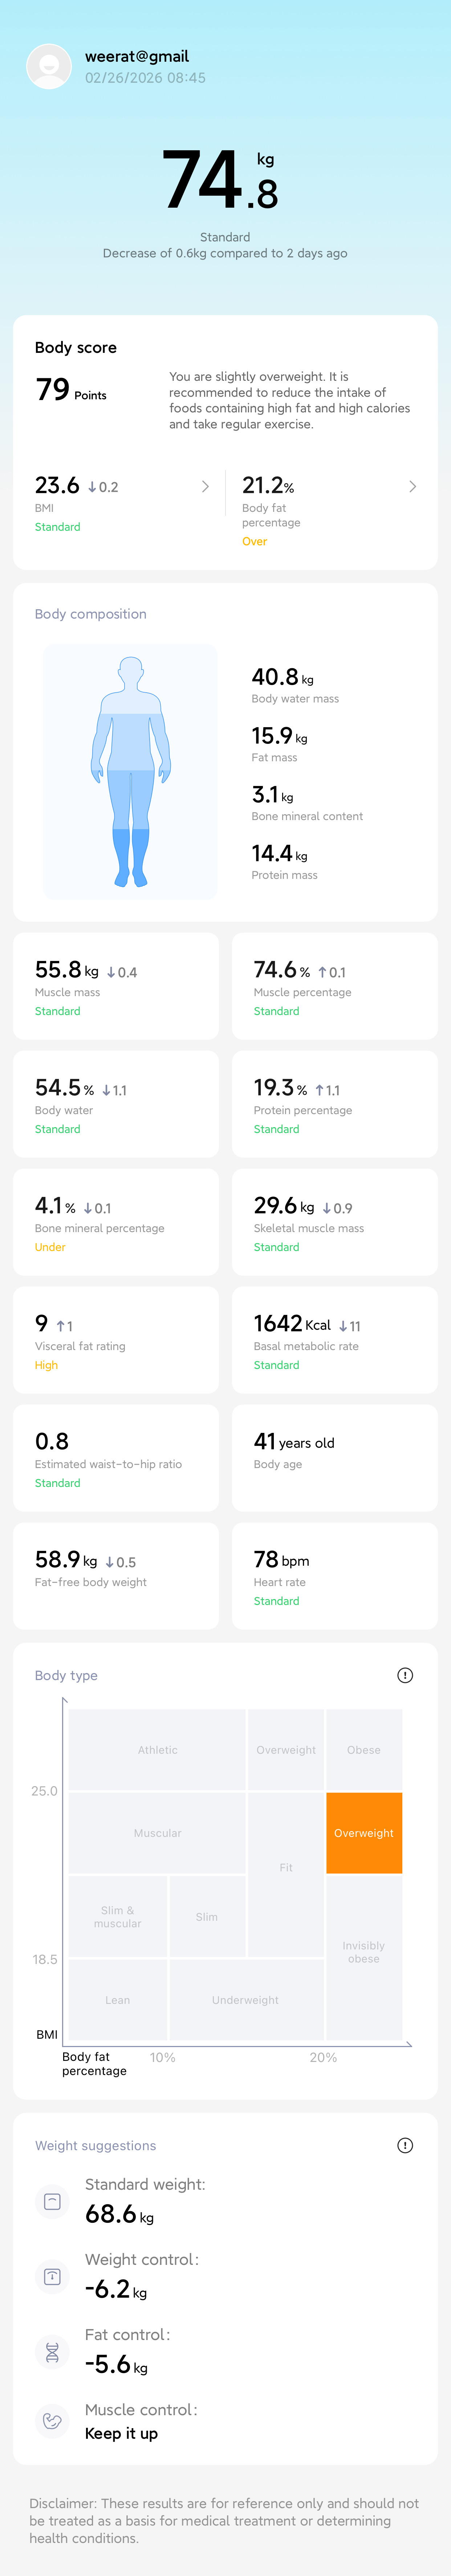 weerat@gmail
02/26/2026 08:45
74.8 kg
Standard
Decrease of 0.6kg compared to 2 days ago
Body score
79 Points
You are slightly overweight. It is
recommended to reduce the intake of
foods containing high fat and high calories
and take regular exercise.
23.6 ↓0.2
BMI
Standard
21.2%
Body fat
percentage
Over
Body composition
40.8 kg
Body water mass
15.9 kg
Fat mass
3.1 kg
Bone mineral content
14.4 kg
Protein mass
55.8 kg ↓0.4
Muscle mass
Standard
74.6 % ↑0.1
Muscle percentage
Standard
54.5 % ↓1.1
Body water
Standard
19.3 % ↑1.1
Protein percentage
Standard
4.1 % ↓0.1
Bone mineral percentage
Under
29.6 kg ↓0.9
Skeletal muscle mass
Standard
9 ↑1
Visceral fat rating
High
1642 Kcal ↓11
Basal metabolic rate
Standard
0.8
Estimated waist-to-hip ratio
Standard
41 years old
Body age
58.9 kg ↓0.5
Fat-free body weight
78 bpm
Heart rate
Standard
Body type
Athletic
Overweight
Obese
25.0
Muscular
Overweight
Fit
Slim &
muscular
Slim
Invisibly
obese
18.5
Lean
Underweight
BMI
Body fat
percentage
10%
20%
Weight suggestions
Standard weight:
68.6 kg
Weight control:
-6.2 kg
Fat control:
-5.6 kg
Muscle control:
Keep it up
Disclaimer: These results are for reference only and should not
be treated as a basis for medical treatment or determining
health conditions.